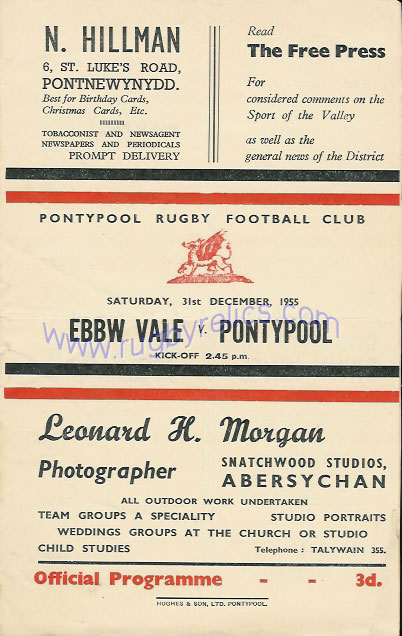 N. HILLMAN
6, ST. LUKE'S ROAD,
PONTNEWYNYDD.
Best for Birthday Cards,
Christmas Cards, Etc.
TOBACCONIST AND NEWSAGENT
NEWSPAPERS AND PERIODICALS
PROMPT DELIVERY
Read
The Free Press
For
considered comments on the
Sport of the Valley
as well as the
general news of the District
PONTYPOOL RUGBY FOOTBALL CLUB
SATURDAY, 31st DECEMBER, 1955
EBBW VALE v. PONTYPOOL
www.rugbyrelics.com
KICK-OFF 2.45 p.m.
Leonard H. Morgan
Photographer
SNATCHWOOD STUDIOS,
ABERSYCHAN
ALL OUTDOOR WORK UNDERTAKEN
TEAM GROUPS A SPECIALITY STUDIO PORTRAITS
WEDDINGS GROUPS AT THE CHURCH OR STUDIO
CHILD STUDIES Telephone : TALYWAIN 355.
Official Programme - - 3d.
HUGHES & SON, LTD. PONTYPOOL.